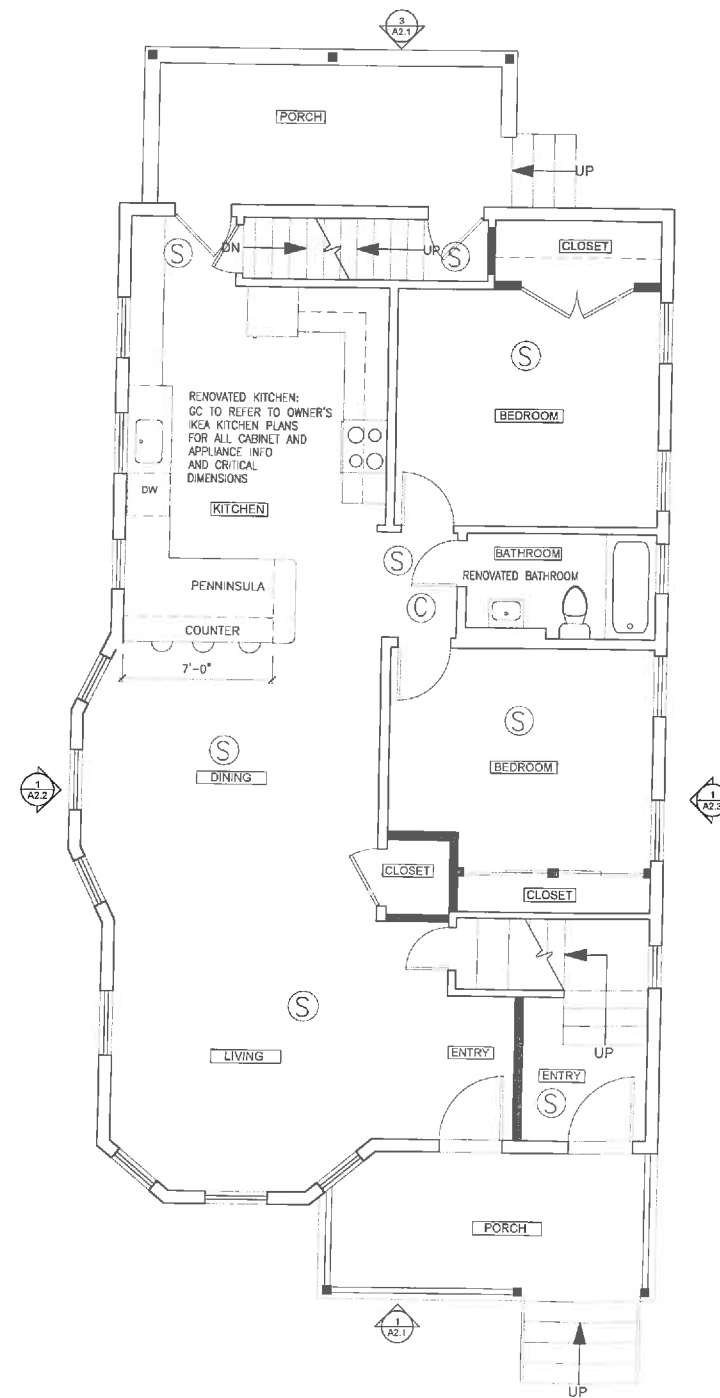 3
A2.1
PORCH
UP
S
DN
UP
S
CLOSET
S
RENOVATED KITCHEN:
GC TO REFER TO OWNER'S
IKEA KITCHEN PLANS
FOR ALL CABINET AND
APPLIANCE INFO
AND CRITICAL
DIMENSIONS
BEDROOM
DW
KITCHEN
S
BATHROOM
RENOVATED BATHROOM
PENNINSULA
C
COUNTER
7'-0"
S
S
DINING
BEDROOM
1
A2.2
1
A2.3
CLOSET
CLOSET
S
LIVING
ENTRY
UP
ENTRY
S
PORCH
1
A2.1
UP